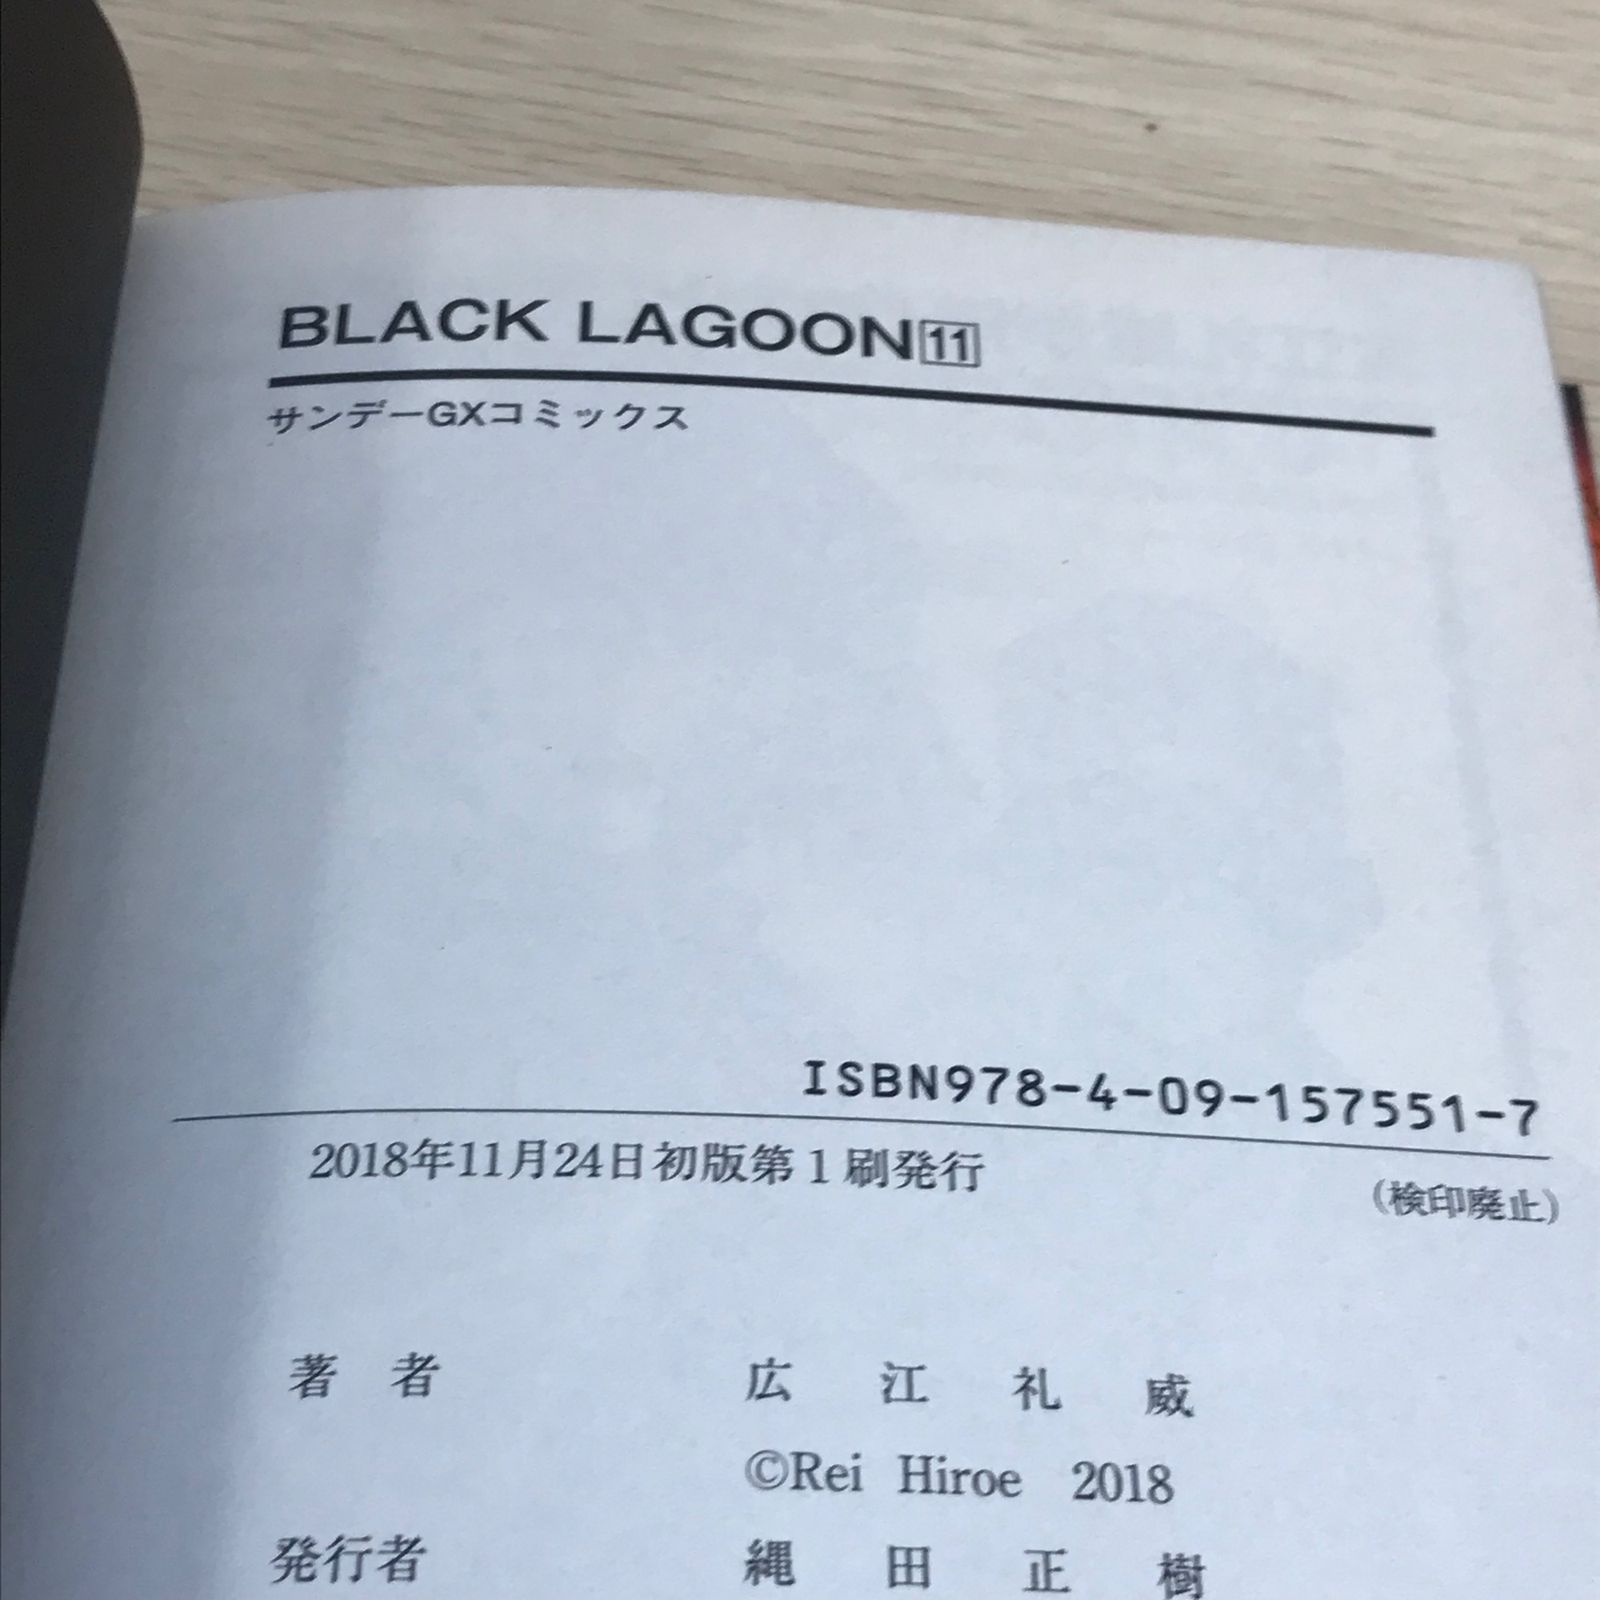 BLACK LAGOON11
サンデーGXコミックス
ISBN978-4-09-157551-7
2018年11月24日初版第1刷発行
(検印廃止)
著者 広江礼威
©Rei Hiroe 2018
発行者 縄田正樹